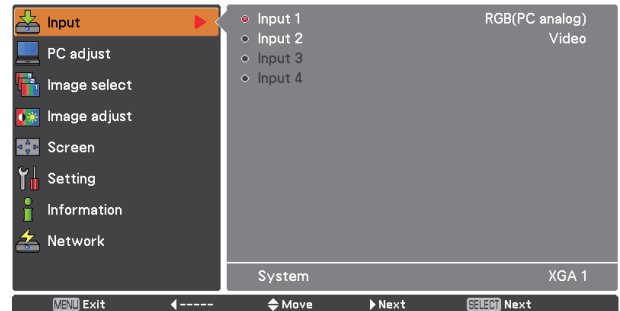 Input
PC adjust
Image select
Image adjust
Screen
Setting
Information
Network
Input 1 RGB(PC analog)
Input 2 Video
Input 3
Input 4
System XGA 1
MENU Exit ◀----- Move Next SELECT Next